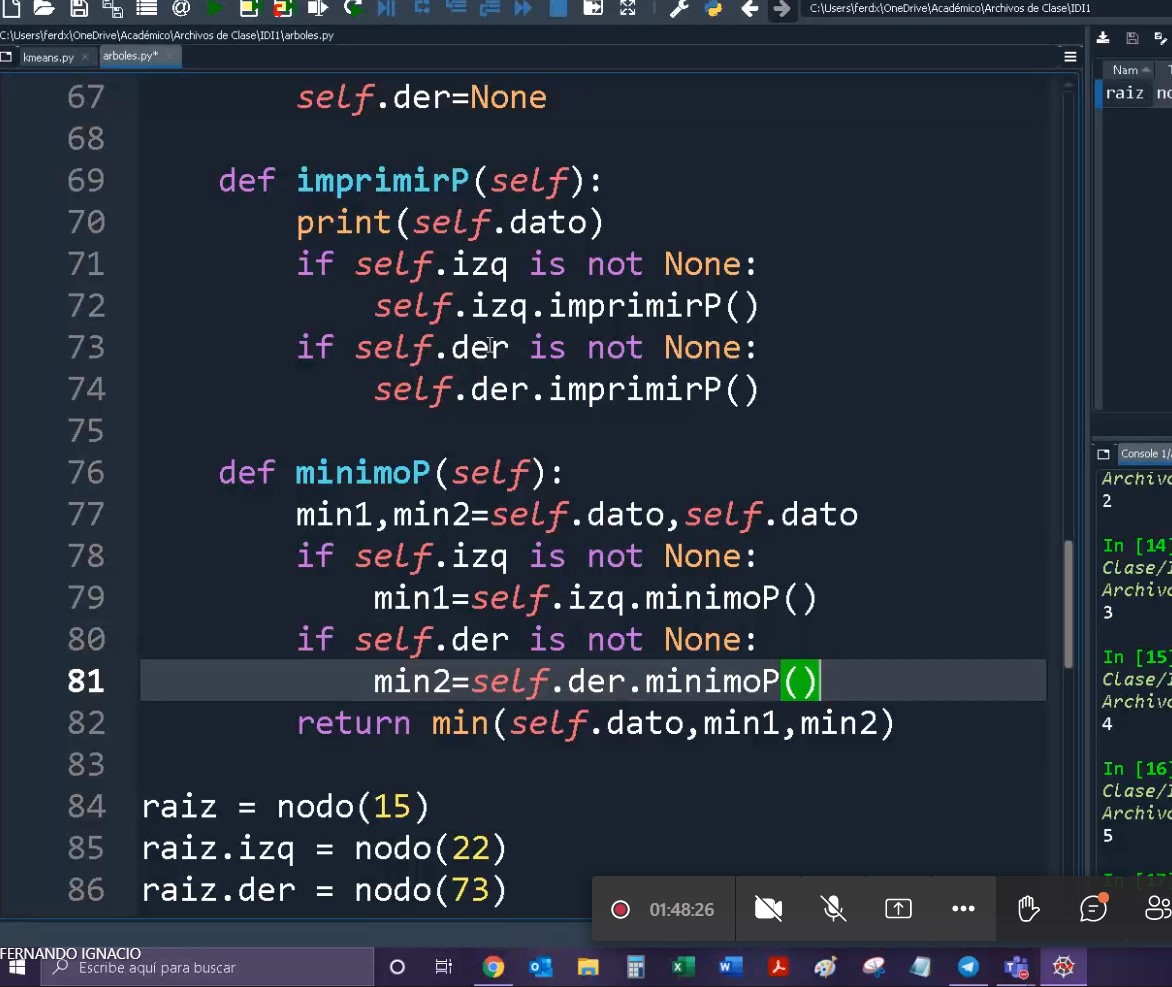 C:\Users\ferdx\OneDrive\Académico\Archivos de Clase\IDI1
C:\Users\ferdx\OneDrive\Académico\Archivos de Clase\IDI1\arboles.py
kmeans.py
arboles.py*
Nam
raiz
67 self.der=None
68
69 def imprimirP(self):
70 print(self.dato)
71 if self.izq is not None:
72 self.izq.imprimirP()
73 if self.der is not None:
74 self.der.imprimirP()
75
76 def minimoP(self):
77 min1,min2=self.dato,self.dato
78 if self.izq is not None:
79 min1=self.izq.minimoP()
80 if self.der is not None:
81 min2=self.der.minimoP()
82 return min(self.dato,min1,min2)
83
84 raiz = nodo(15)
85 raiz.izq = nodo(22)
86 raiz.der = nodo(73)
Console 1/
Archivo
2
In [14]
Clase/
Archivo
3
In [15]
Clase/
Archivo
4
In [16]
Clase/
Archivo
5
In [17]
01:48:26
FERNANDO IGNACIO
Escribe aquí para buscar